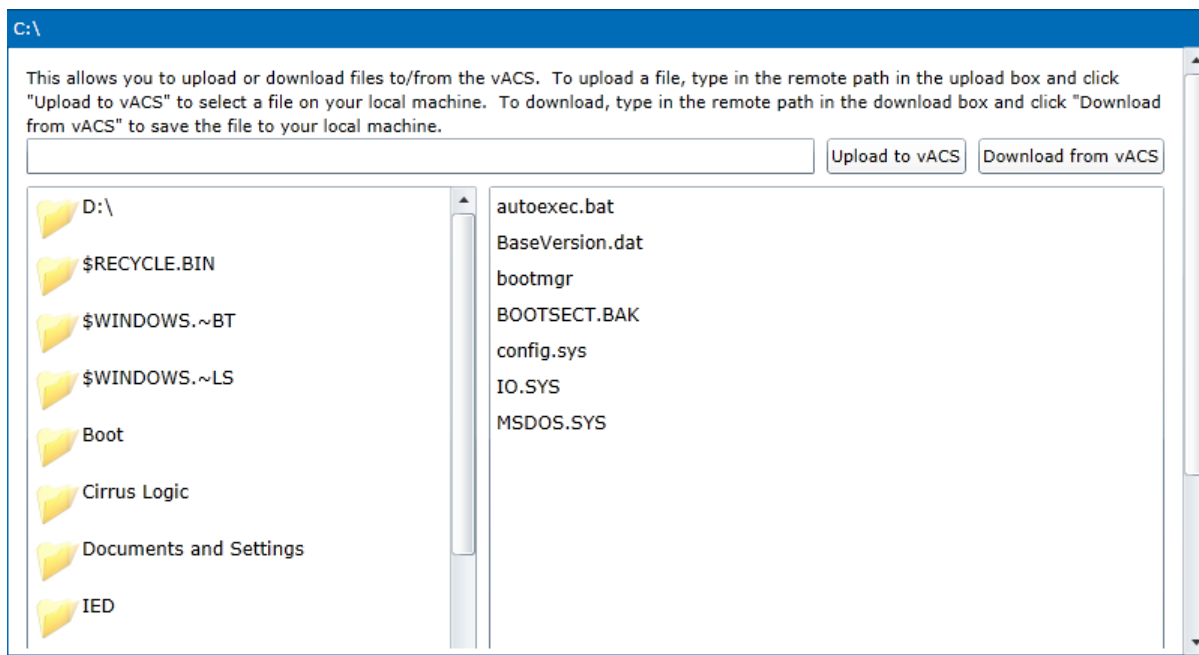 C:\
This allows you to upload or download files to/from the vACS.  To upload a file, type in the remote path in the upload box and click
"Upload to vACS" to select a file on your local machine.  To download, type in the remote path in the download box and click "Download
from vACS" to save the file to your local machine.
Upload to vACS
Download from vACS
D:\
$RECYCLE.BIN
$WINDOWS.~BT
$WINDOWS.~LS
Boot
Cirrus Logic
Documents and Settings
IED
autoexec.bat
BaseVersion.dat
bootmgr
BOOTSECT.BAK
config.sys
IO.SYS
MSDOS.SYS